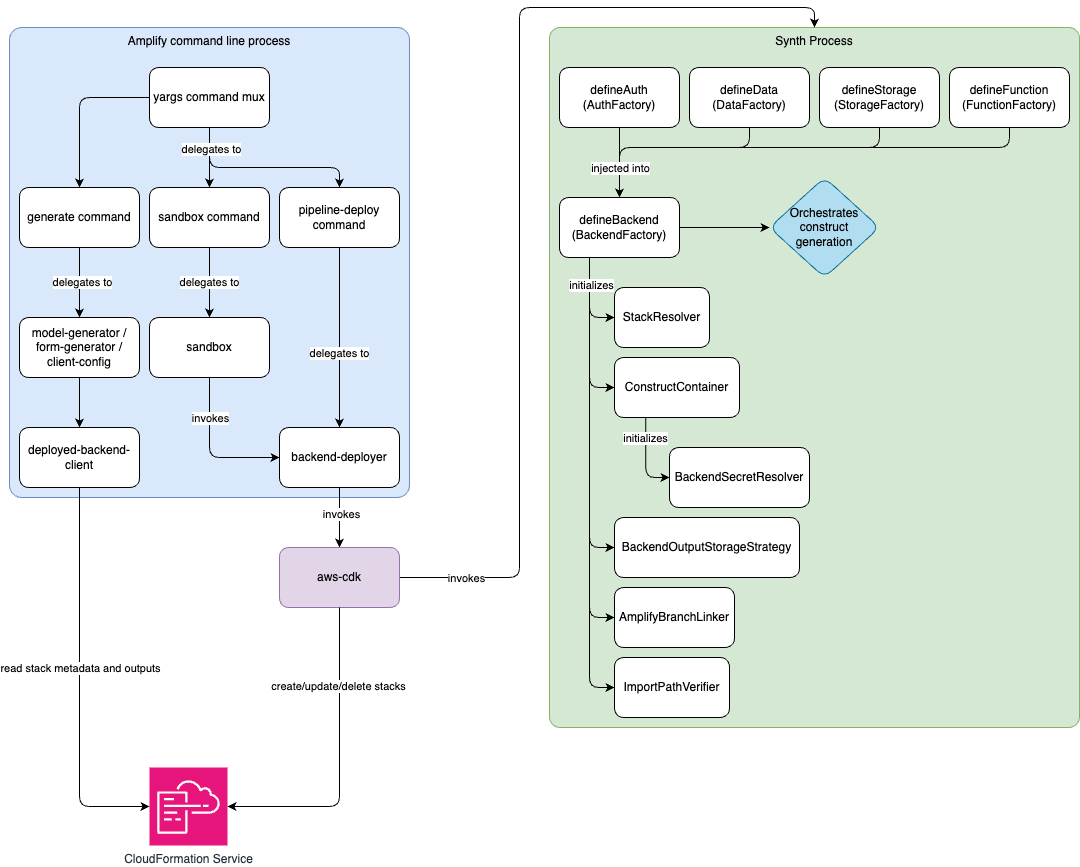 Amplify command line process
yargs command mux
delegates to
generate command
sandbox command
pipeline-deploy
command
delegates to
delegates to
model-generator /
form-generator /
client-config
sandbox
delegates to
invokes
deployed-backend-
client
backend-deployer
invokes
aws-cdk
invokes
read stack metadata and outputs
create/update/delete stacks
CloudFormation Service
Synth Process
defineAuth
(AuthFactory)
defineData
(DataFactory)
defineStorage
(StorageFactory)
defineFunction
(FunctionFactory)
injected into
defineBackend
(BackendFactory)
Orchestrates
construct
generation
initializes
StackResolver
ConstructContainer
initializes
BackendSecretResolver
BackendOutputStorageStrategy
AmplifyBranchLinker
ImportPathVerifier